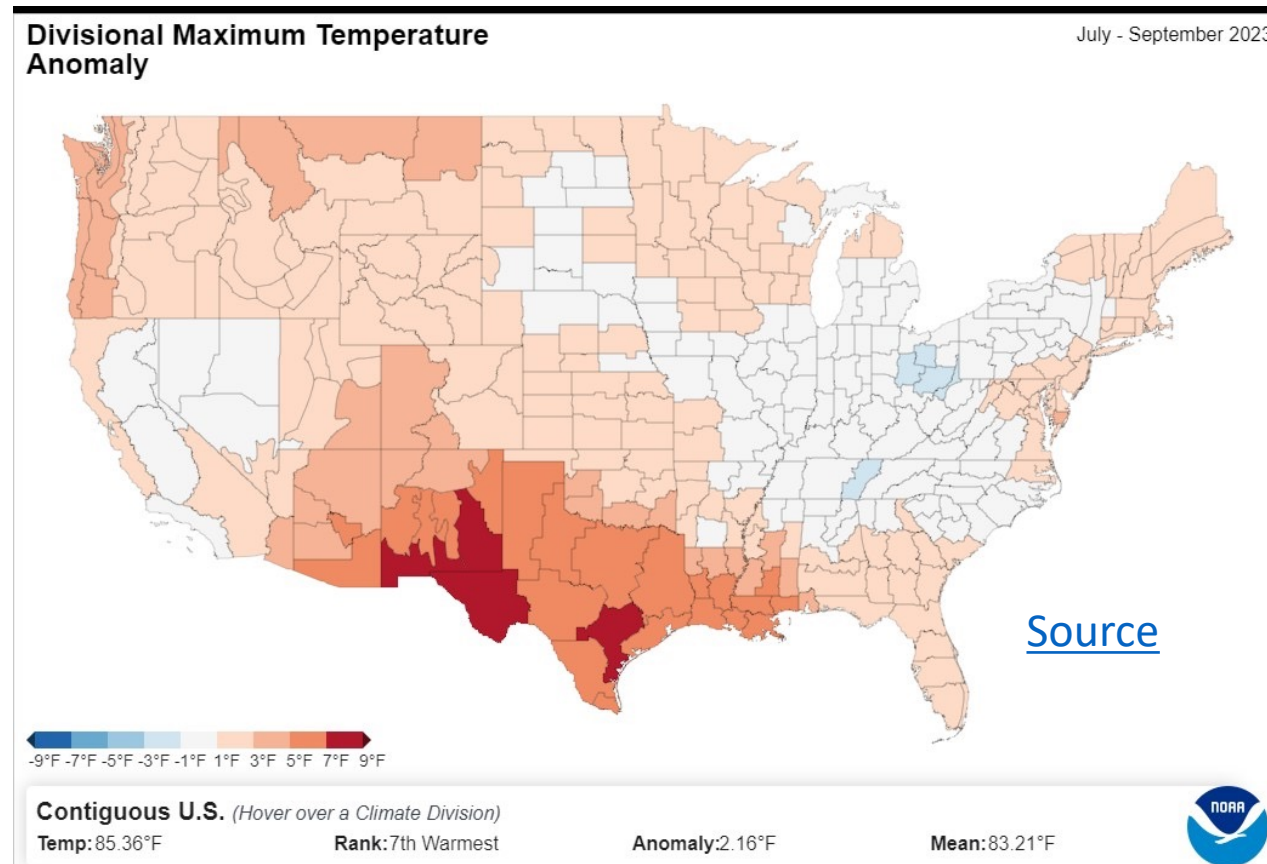 Divisional Maximum Temperature
Anomaly
July - September 2023
Source
-9°F -7°F -5°F -3°F -1°F 1°F 3°F 5°F 7°F 9°F
Contiguous U.S. (Hover over a Climate Division)
Temp:85.36°F Rank:7th Warmest Anomaly:2.16°F Mean:83.21°F
NOAA